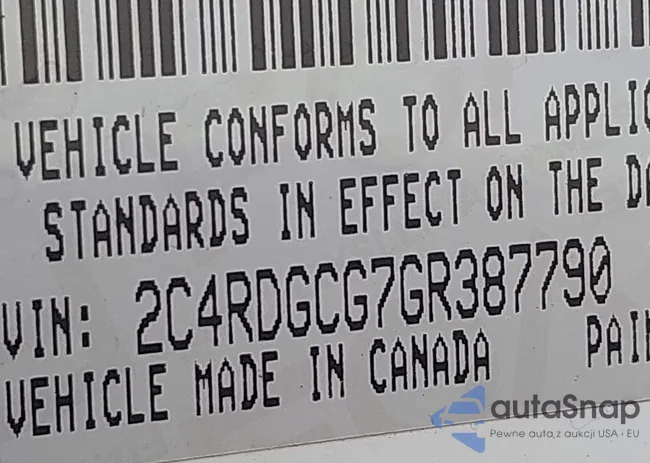 VEHICLE CONFORMS TO ALL APPLIC
STANDARDS IN EFFECT ON THE DA
VIN: 2C4RDGCG7GR387790
VEHICLE MADE IN CANADA PAIN
autaSnap
Pewne auta, z aukcji USA i EU